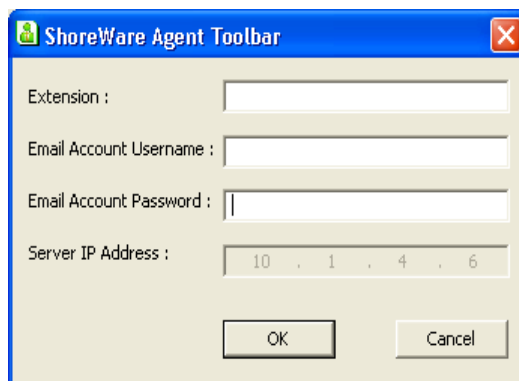 ShoreWare Agent Toolbar
Extension :
Email Account Username :
Email Account Password :
Server IP Address :
10 . 1 . 4 . 6
OK
Cancel